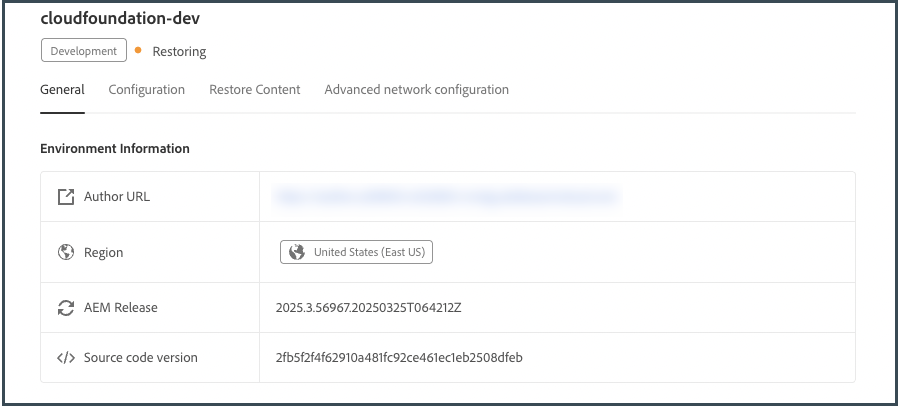 cloudfoundation-dev
Development Restoring
General Configuration Restore Content Advanced network configuration
Environment Information
Author URL
Region United States (East US)
AEM Release 2025.3.56967.20250325T064212Z
Source code version 2fb5f2f4f62910a481fc92ce461ec1eb2508dfeb